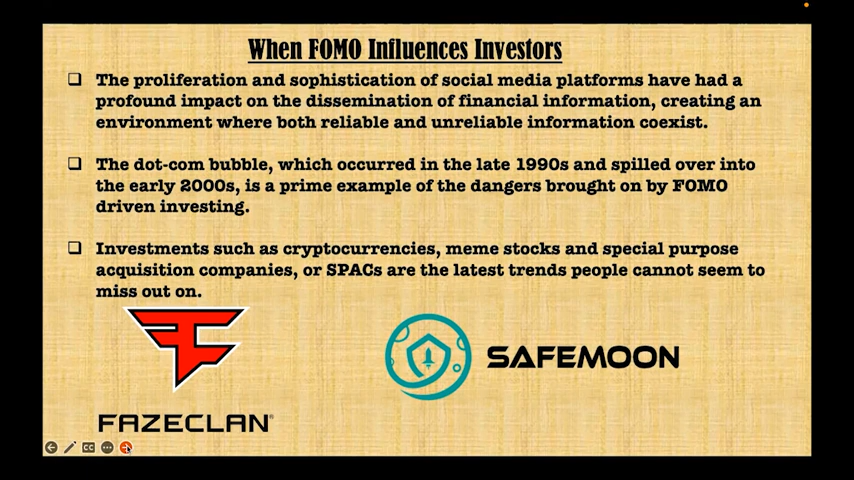 When FOMO Influences Investors
The proliferation and sophistication of social media platforms have had a
profound impact on the dissemination of financial information, creating an
environment where both reliable and unreliable information coexist.
The dot-com bubble, which occurred in the late 1990s and spilled over into
the early 2000s, is a prime example of the dangers brought on by FOMO
driven investing.
Investments such as cryptocurrencies, meme stocks and special purpose
acquisition companies, or SPACs are the latest trends people cannot seem to
miss out on.
SAFEMOON
FAZECLAN®
CC